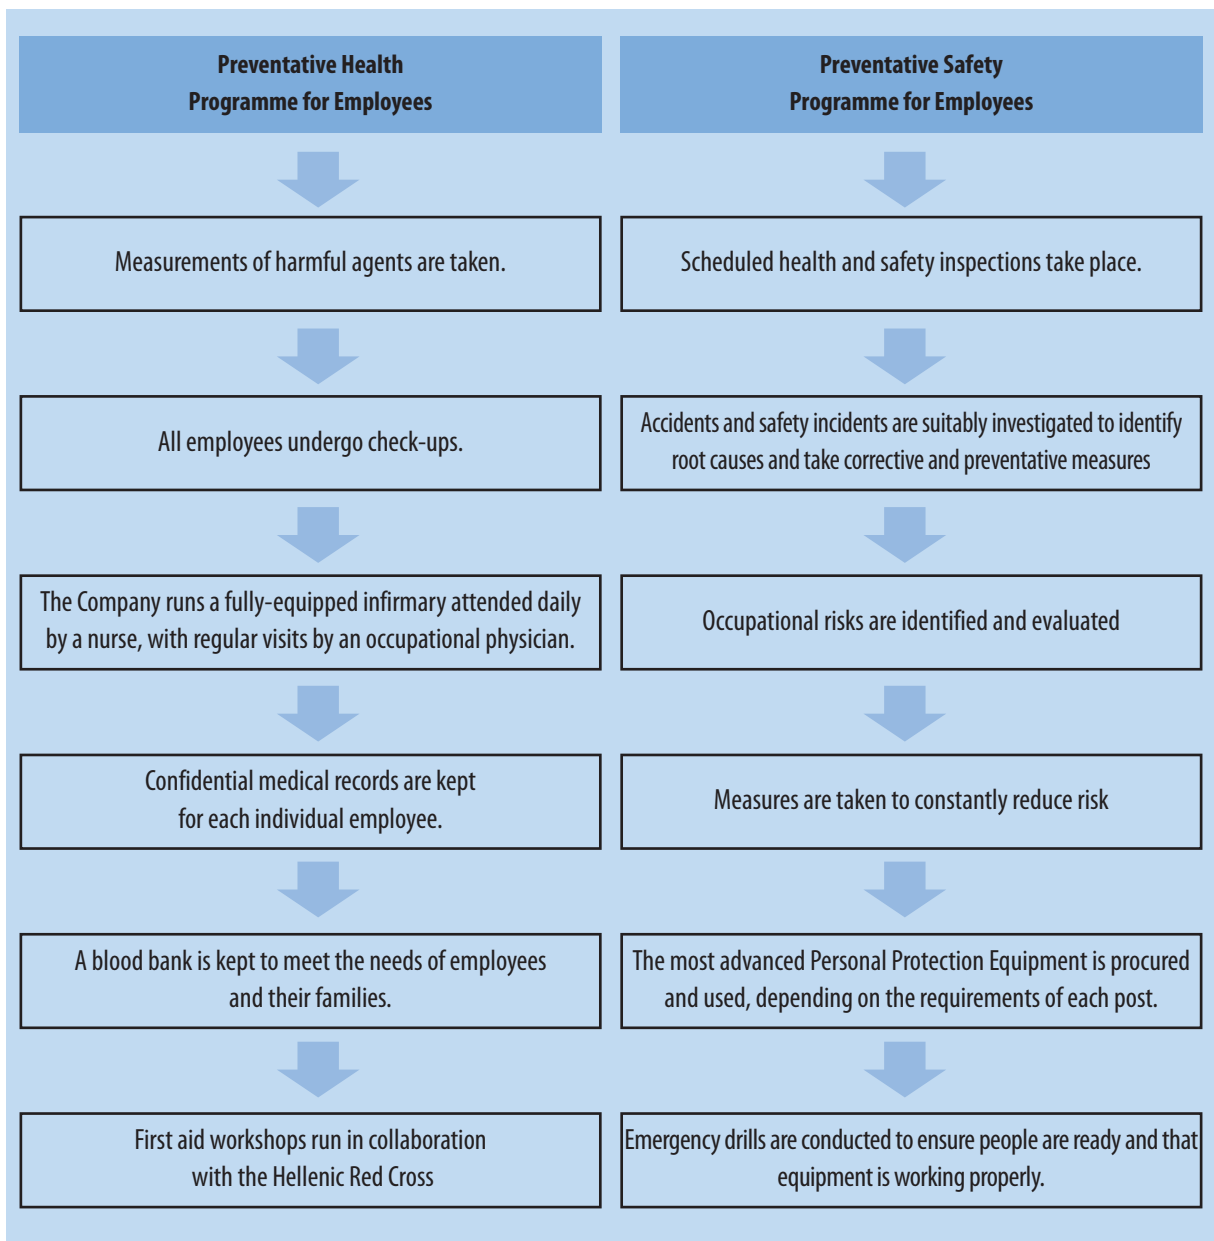 Preventative Health
Programme for Employees
Measurements of harmful agents are taken.
All employees undergo check-ups.
The Company runs a fully-equipped infirmary attended daily
by a nurse, with regular visits by an occupational physician.
Confidential medical records are kept
for each individual employee.
A blood bank is kept to meet the needs of employees
and their families.
First aid workshops run in collaboration
with the Hellenic Red Cross
Preventative Safety
Programme for Employees
Scheduled health and safety inspections take place.
Accidents and safety incidents are suitably investigated to identify
root causes and take corrective and preventative measures
Occupational risks are identified and evaluated
Measures are taken to constantly reduce risk
The most advanced Personal Protection Equipment is procured
and used, depending on the requirements of each post.
Emergency drills are conducted to ensure people are ready and that
equipment is working properly.